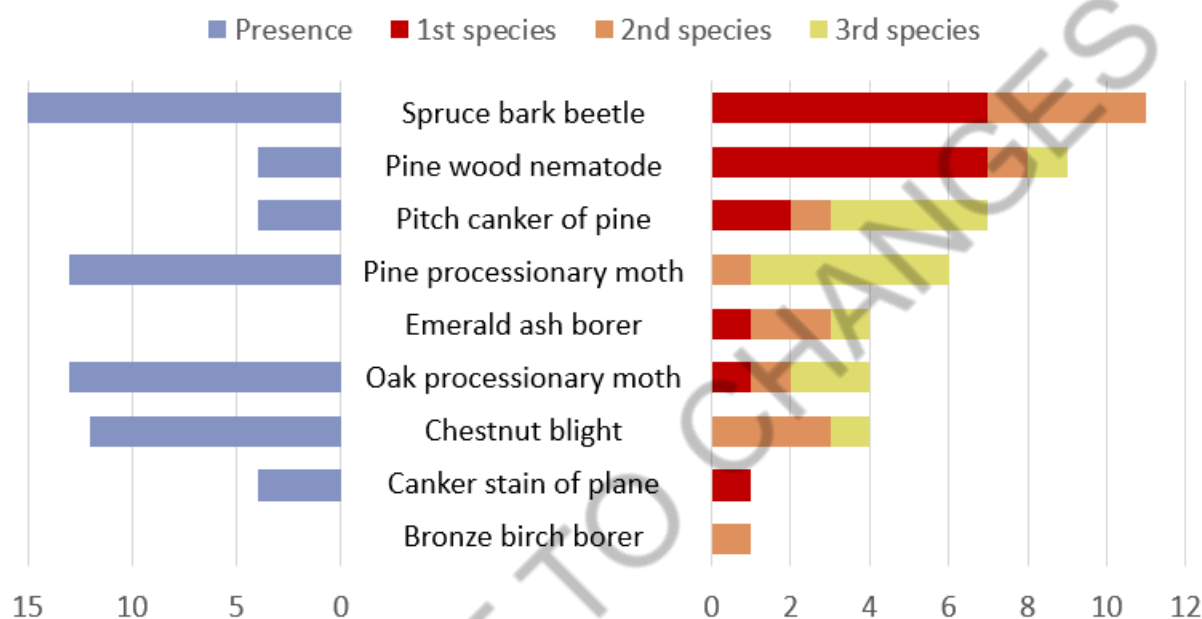 Presence 1st species 2nd species 3rd species
Spruce bark beetle
Pine wood nematode
Pitch canker of pine
Pine processionary moth
Emerald ash borer
Oak processionary moth
Chestnut blight
Canker stain of plane
Bronze birch borer
15 10 5 0 0 2 4 6 8 10 12
TO CHANGES